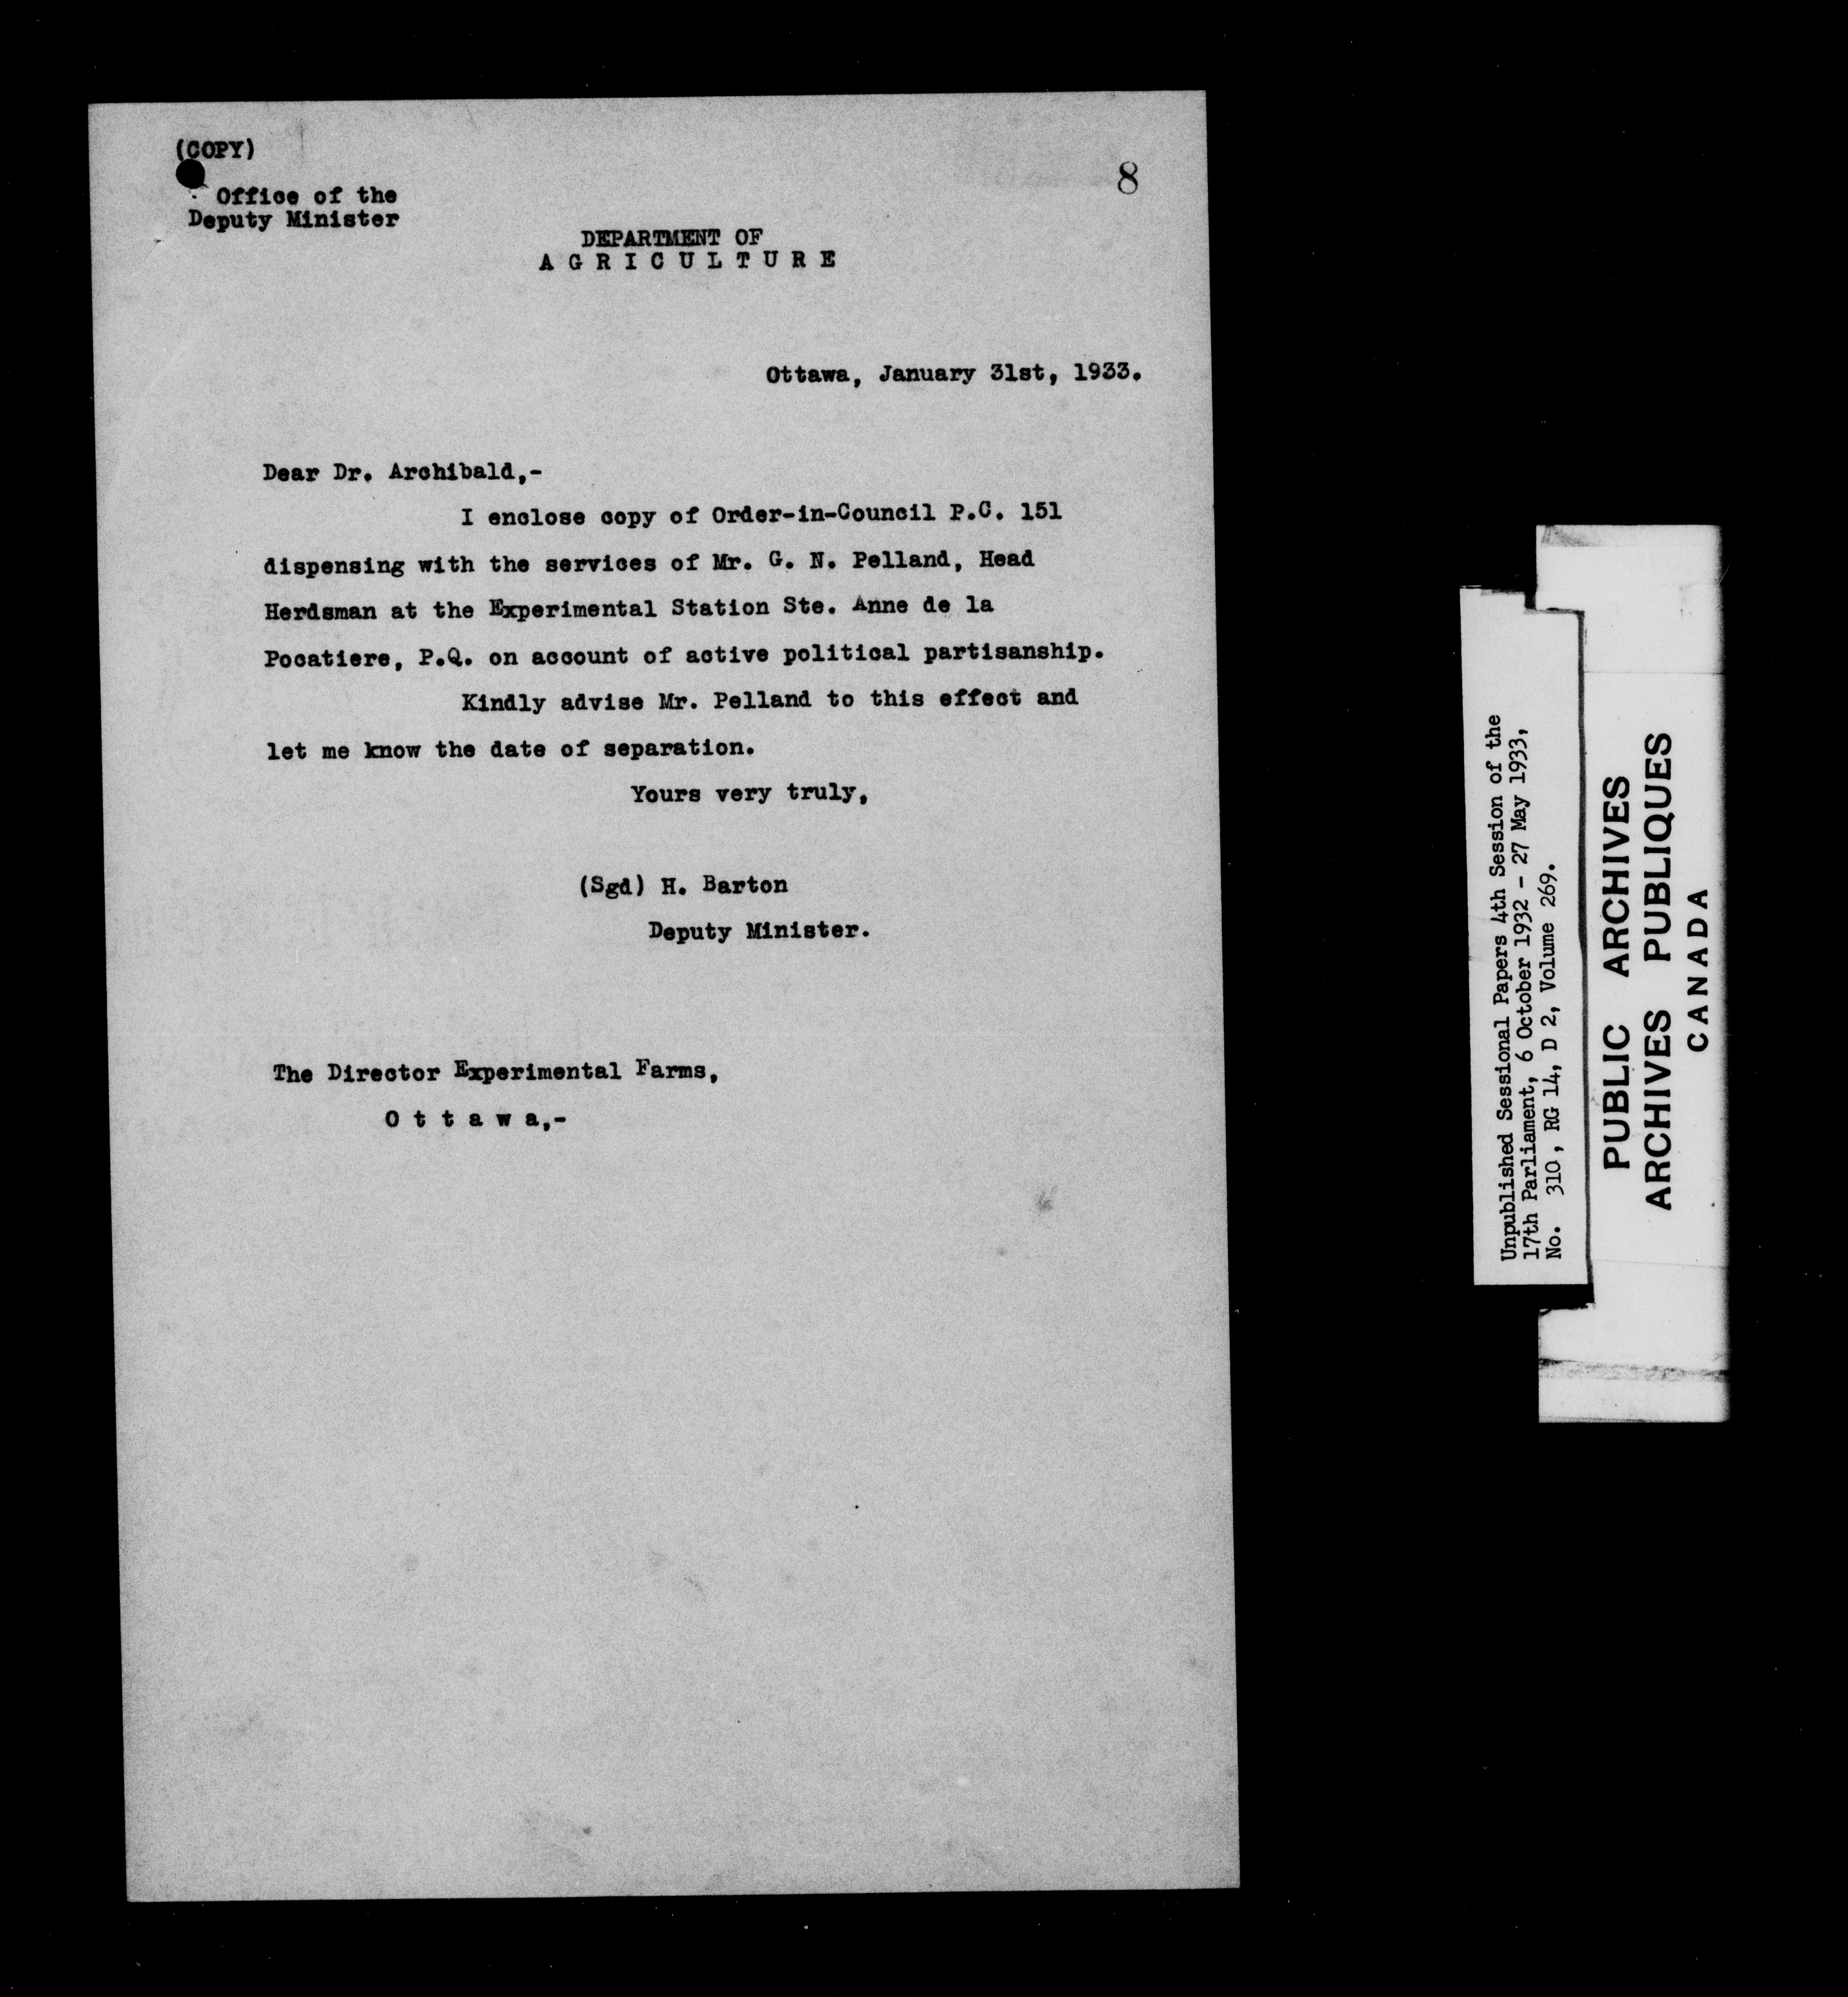 (COPY)
8
Office of the
Deputy Minister
DEPARTMENT OF
A G R I C U L T U R E
Ottawa, January 31st, 1933.
Dear Dr. Archibald,-
I enclose copy of Order-in-Council P.C. 151
dispensing with the services of Mr. G. N. Pelland, Head
Herdsman at the Experimental Station Ste. Anne de la
Pocatiere, P.Q. on account of active political partisanship.
Kindly advise Mr. Pelland to this effect and
let me know the date of separation.
Yours very truly,
(Sgd) H. Barton
Deputy Minister.
The Director Experimental Farms,
O t t a w a,-
Unpublished Sessional Papers 4th Session of the
17th Parliament, 6 October 1932 - 27 May 1933,
No. 310, RG 14, D 2, Volume 269.
PUBLIC ARCHIVES
ARCHIVES PUBLIQUES
CANADA